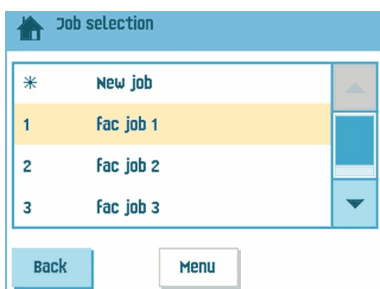 Job selection
* New job
1 Fac job 1
2 Fac job 2
3 Fac job 3
Back Menu